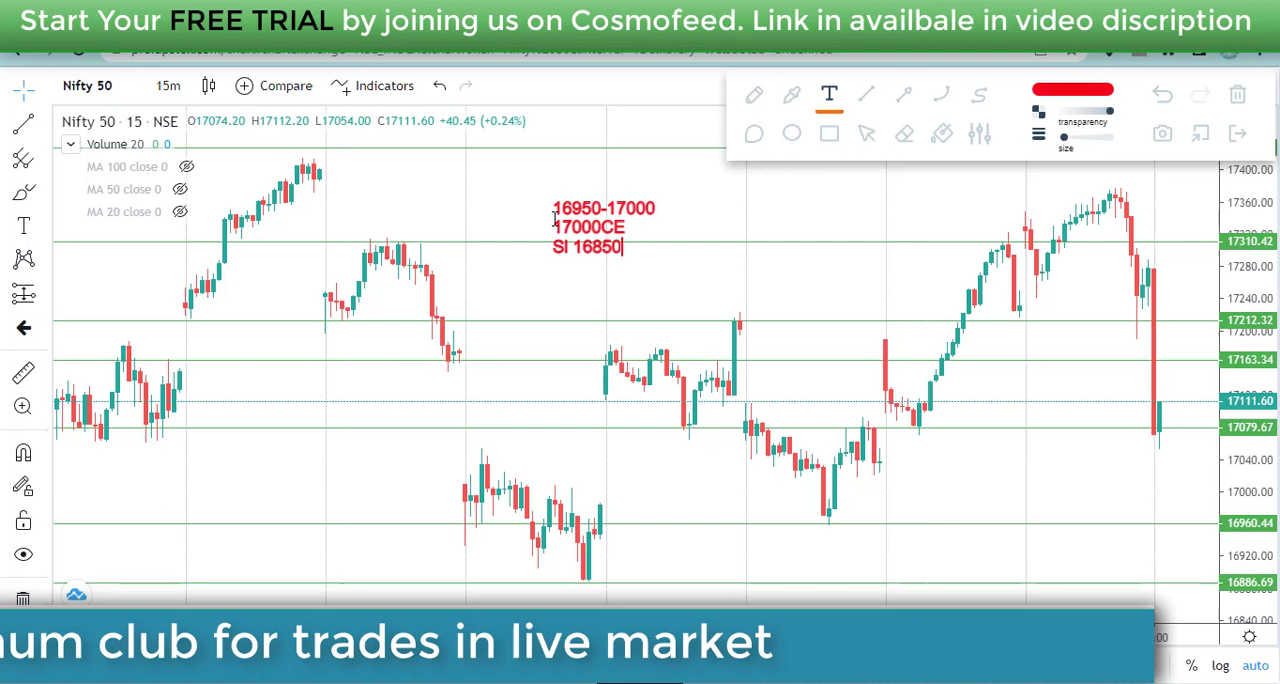 Start Your FREE TRIAL by joining us on Cosmofeed. Link in availbale in video discription
Nifty 50 15m Compare Indicators
transparency
size
Nifty 50 · 15 · NSE O17074.20 H17112.20 L17054.00 C17111.60 +40.45 (+0.24%)
Volume 20 0 0
MA 100 close 0
MA 50 close 0
MA 20 close 0
16950-17000
17000CE
Sl 16850
17400.00
17360.00
17310.42
17280.00
17240.00
17212.32
17200.00
17163.34
17111.60
17079.67
17040.00
17000.00
16960.44
16920.00
16886.69
16840.00
num club for trades in live market
:00
% log auto